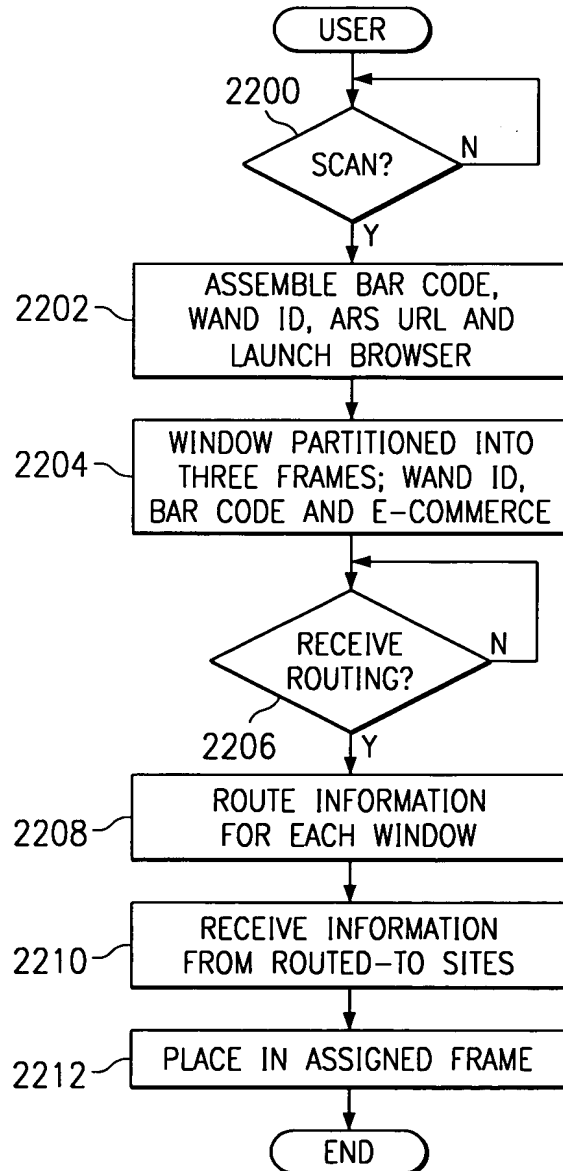 USER
2200
SCAN?
N
Y
2202
ASSEMBLE BAR CODE,
WAND ID, ARS URL AND
LAUNCH BROWSER
2204
WINDOW PARTITIONED INTO
THREE FRAMES; WAND ID,
BAR CODE AND E-COMMERCE
RECEIVE
ROUTING?
N
2206
Y
2208
ROUTE INFORMATION
FOR EACH WINDOW
2210
RECEIVE INFORMATION
FROM ROUTED-TO SITES
2212
PLACE IN ASSIGNED FRAME
END